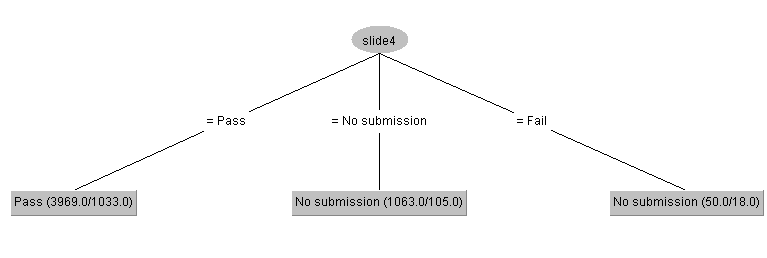 slide4
= Pass
= No submission
= Fail
Pass (3969.0/1033.0)
No submission (1063.0/105.0)
No submission (50.0/18.0)